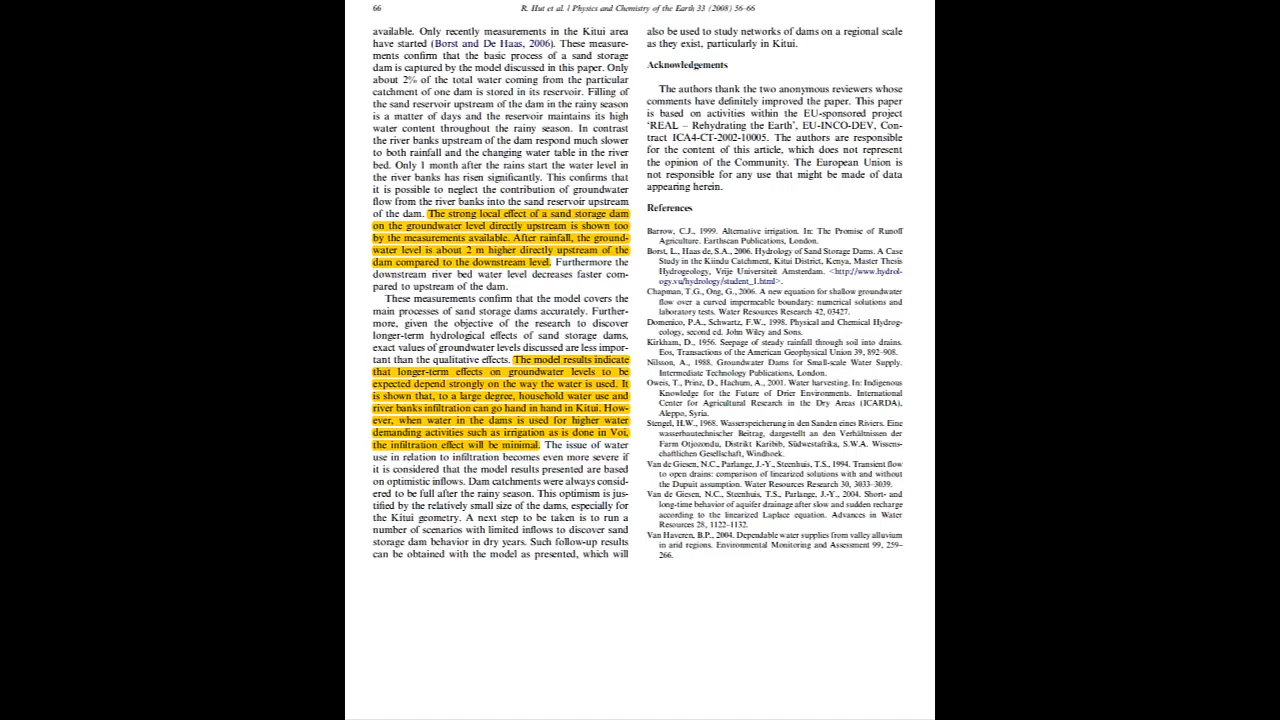 66
R. Hut et al. / Physics and Chemistry of the Earth 33 (2008) 56–66
available. Only recently measurements in the Kitui area
have started (Borst and De Haas, 2006). These measure-
ments confirm that the basic process of a sand storage
dam is captured by the model discussed in this paper. Only
about 2% of the total water coming from the particular
catchment of one dam is stored in its reservoir. Filling of
the sand reservoir upstream of the dam in the rainy season
is a matter of days and the reservoir maintains its high
water content throughout the rainy season. In contrast
the river banks upstream of the dam respond much slower
to both rainfall and the changing water table in the river
bed. Only 1 month after the rains start the water level in
the river banks has risen significantly. This confirms that
it is possible to neglect the contribution of groundwater
flow from the river banks into the sand reservoir upstream
of the dam. The strong local effect of a sand storage dam
on the groundwater level directly upstream is shown too
by the measurements available. After rainfall, the ground-
water level is about 2 m higher directly upstream of the
dam compared to the downstream level. Furthermore the
downstream river bed water level decreases faster com-
pared to upstream of the dam.
These measurements confirm that the model covers the
main processes of sand storage dams accurately. Further-
more, given the objective of the research to discover
longer-term hydrological effects of sand storage dams,
exact values of groundwater levels discussed are less impor-
tant than the qualitative effects. The model results indicate
that longer-term effects on groundwater levels to be
expected depend strongly on the way the water is used. It
is shown that, to a large degree, household water use and
river banks infiltration can go hand in hand in Kitui. How-
ever, when water in the dams is used for higher water
demanding activities such as irrigation as is done in Voi,
the infiltration effect will be minimal. The issue of water
use in relation to infiltration becomes even more severe if
it is considered that the model results presented are based
on optimistic inflows. Dam catchments were always consid-
ered to be full after the rainy season. This optimism is jus-
tified by the relatively small size of the dams, especially for
the Kitui geometry. A next step to be taken is to run a
number of scenarios with limited inflows to discover sand
storage dam behavior in dry years. Such follow-up results
can be obtained with the model as presented, which will
also be used to study networks of dams on a regional scale
as they exist, particularly in Kitui.
Acknowledgements
The authors thank the two anonymous reviewers whose
comments have definitely improved the paper. This paper
is based on activities within the EU-sponsored project
‘REAL – Rehydrating the Earth’, EU-INCO-DEV, Con-
tract ICA4-CT-2002-10005. The authors are responsible
for the content of this article, which does not represent
the opinion of the Community. The European Union is
not responsible for any use that might be made of data
appearing herein.
References
Barrow, C.J., 1999. Alternative irrigation. In: The Promise of Runoff
Agriculture. Earthscan Publications, London.
Borst, L., Haas de, S.A., 2006. Hydrology of Sand Storage Dams. A Case
Study in the Kiindu Catchment, Kitui District, Kenya, Master Thesis
Hydrogeology, Vrije Universiteit Amsterdam. <http://www.hydrol-
ogy.vu/hydrology/student_1.html>.
Chapman, T.G., Ong, G., 2006. A new equation for shallow groundwater
flow over a curved impermeable boundary: numerical solutions and
laboratory tests. Water Resources Research 42, 03427.
Domenico, P.A., Schwartz, F.W., 1998. Physical and Chemical Hydrog-
cology, second ed. John Wiley and Sons.
Kirkham, D., 1956. Seepage of steady rainfall through soil into drains.
Eos, Transactions of the American Geophysical Union 39, 892–908.
Nilsson, A., 1988. Groundwater Dams for Small-scale Water Supply.
Intermediate Technology Publications, London.
Oweis, T., Prinz, D., Hachum, A., 2001. Water harvesting. In: Indigenous
Knowledge for the Future of Drier Environments. International
Center for Agricultural Research in the Dry Areas (ICARDA),
Aleppo, Syria.
Stengel, H.W., 1968. Wasserspeicherung in den Sanden eines Riviers. Eine
wasserbautechnischer Beitrag, dargestellt an den Verhältnissen der
Farm Otjozondu, Distrikt Karibib, Südwestafrika, S.W.A. Wissens-
chaftlichen Gesellschaft, Windhoek.
Van de Giesen, N.C., Parlange, J.-Y., Steenhuis, T.S., 1994. Transient flow
to open drains: comparison of linearized solutions with and without
the Dupuit assumption. Water Resources Research 30, 3033–3039.
Van de Giesen, N.C., Steenhuis, T.S., Parlange, J.-Y., 2004. Short- and
long-time behavior of aquifer drainage after slow and sudden recharge
according to the linearized Laplace equation. Advances in Water
Resources 28, 1122–1132.
Van Haveren, B.P., 2004. Dependable water supplies from valley alluvium
in arid regions. Environmental Monitoring and Assessment 99, 259–
266.